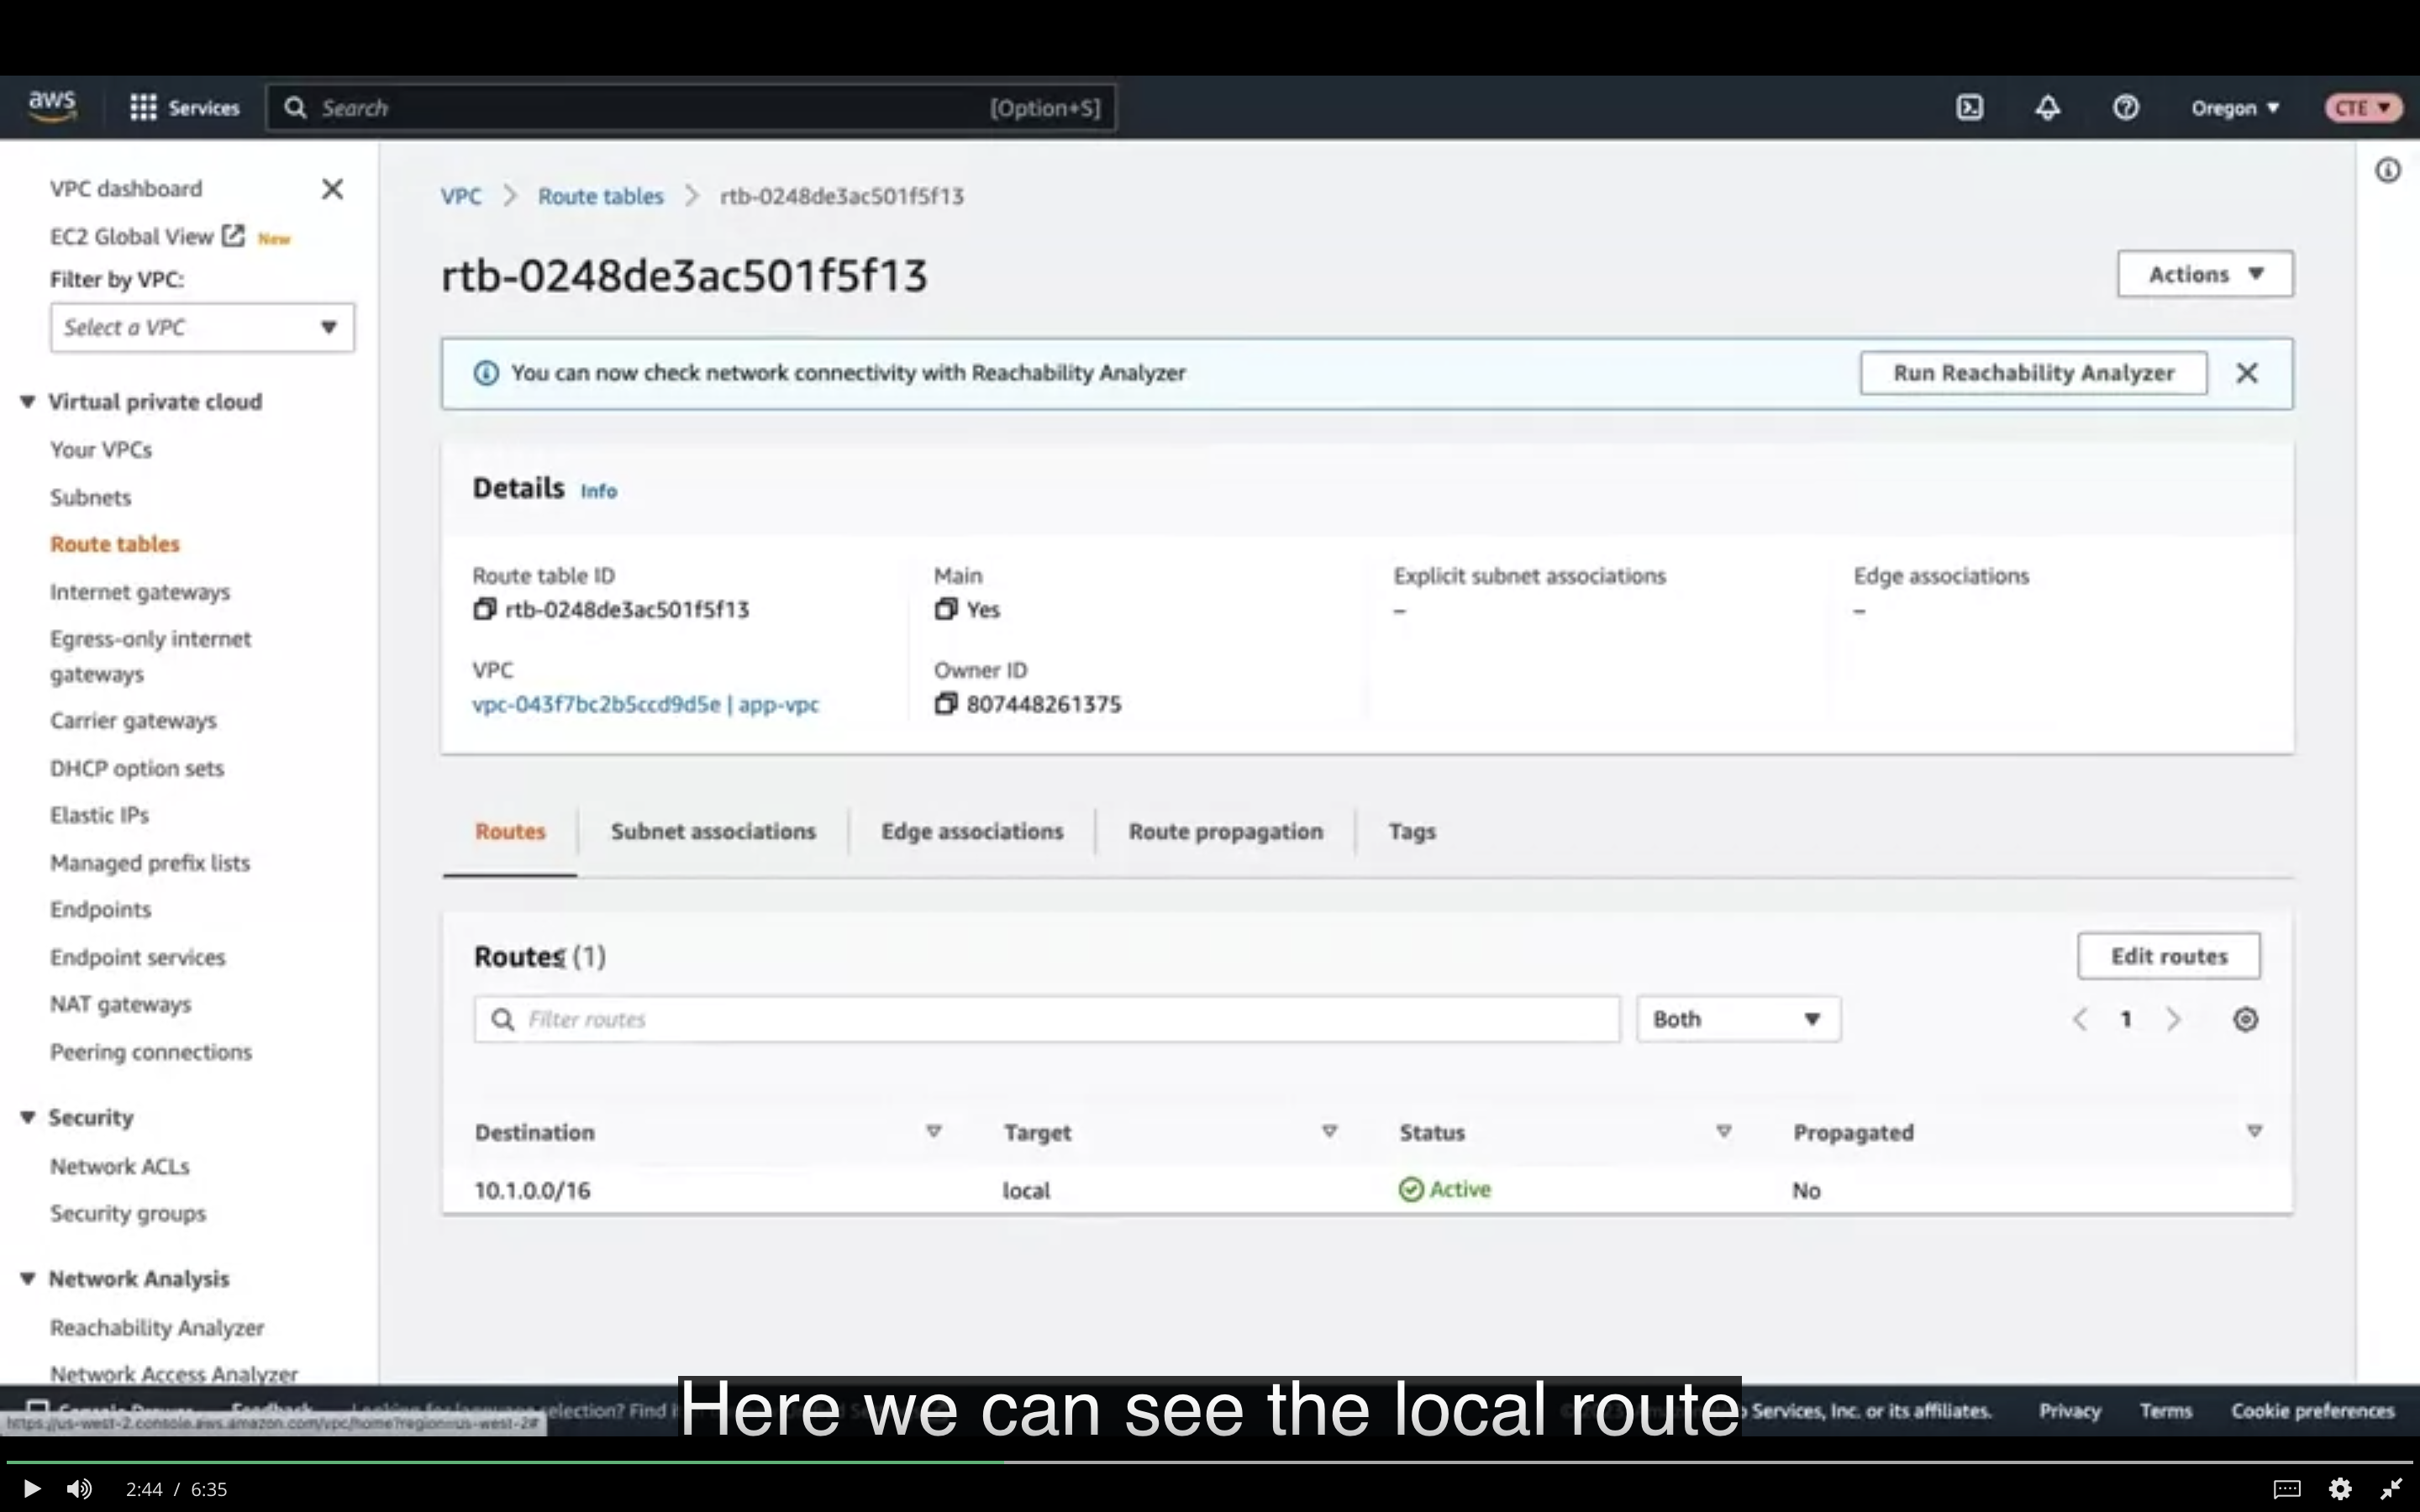 aws
Services
Search
[Option+S]
Oregon
CTE
VPC dashboard
EC2 Global View New
Filter by VPC:
Select a VPC
Virtual private cloud
Your VPCs
Subnets
Route tables
Internet gateways
Egress-only internet
gateways
Carrier gateways
DHCP option sets
Elastic IPs
Managed prefix lists
Endpoints
Endpoint services
NAT gateways
Peering connections
Security
Network ACLs
Security groups
Network Analysis
Reachability Analyzer
Network Access Analyzer
VPC > Route tables > rtb-0248de3ac501f5f13
rtb-0248de3ac501f5f13
Actions
You can now check network connectivity with Reachability Analyzer
Run Reachability Analyzer
Details Info
Route table ID
rtb-0248de3ac501f5f13
Main
Yes
Explicit subnet associations
–
Edge associations
–
VPC
vpc-043f7bc2b5ccd9d5e | app-vpc
Owner ID
807448261375
Routes
Subnet associations
Edge associations
Route propagation
Tags
Routes (1)
Edit routes
Filter routes
Both
1
Destination Target Status Propagated
10.1.0.0/16 local Active No
Here we can see the local route
Services, Inc. or its affiliates.
Privacy
Terms
Cookie preferences
https://us-west-2.console.aws.amazon.com/vpc/home?region=us-west-2#
2:44 / 6:35